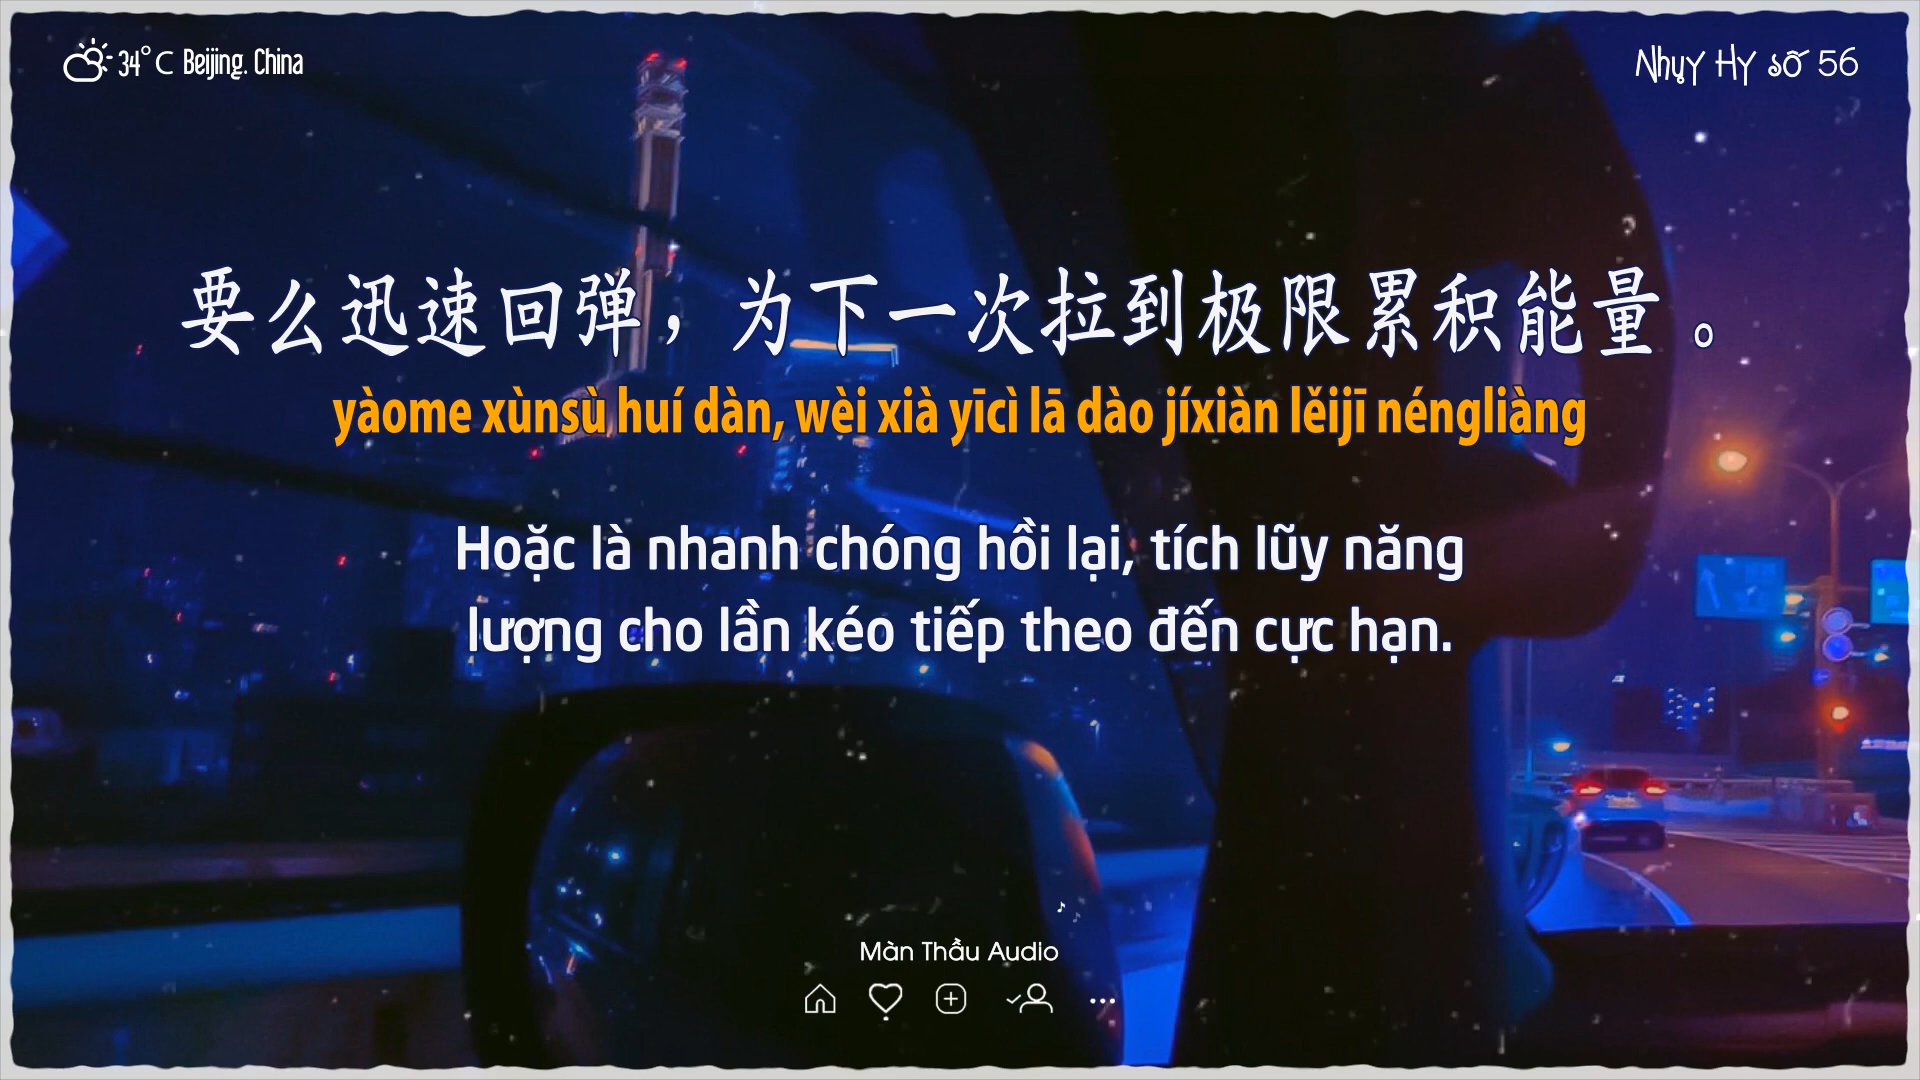 34° C Beijing. China
Nhụy Hy số 56
要么迅速回弹，为下一次拉到极限累积能量。
yàome xùnsù huí dàn, wèi xià yīcì lā dào jíxiàn lěijī néngliàng
Hoặc là nhanh chóng hồi lại, tích lũy năng
lượng cho lần kéo tiếp theo đến cực hạn.
Màn Thầu Audio